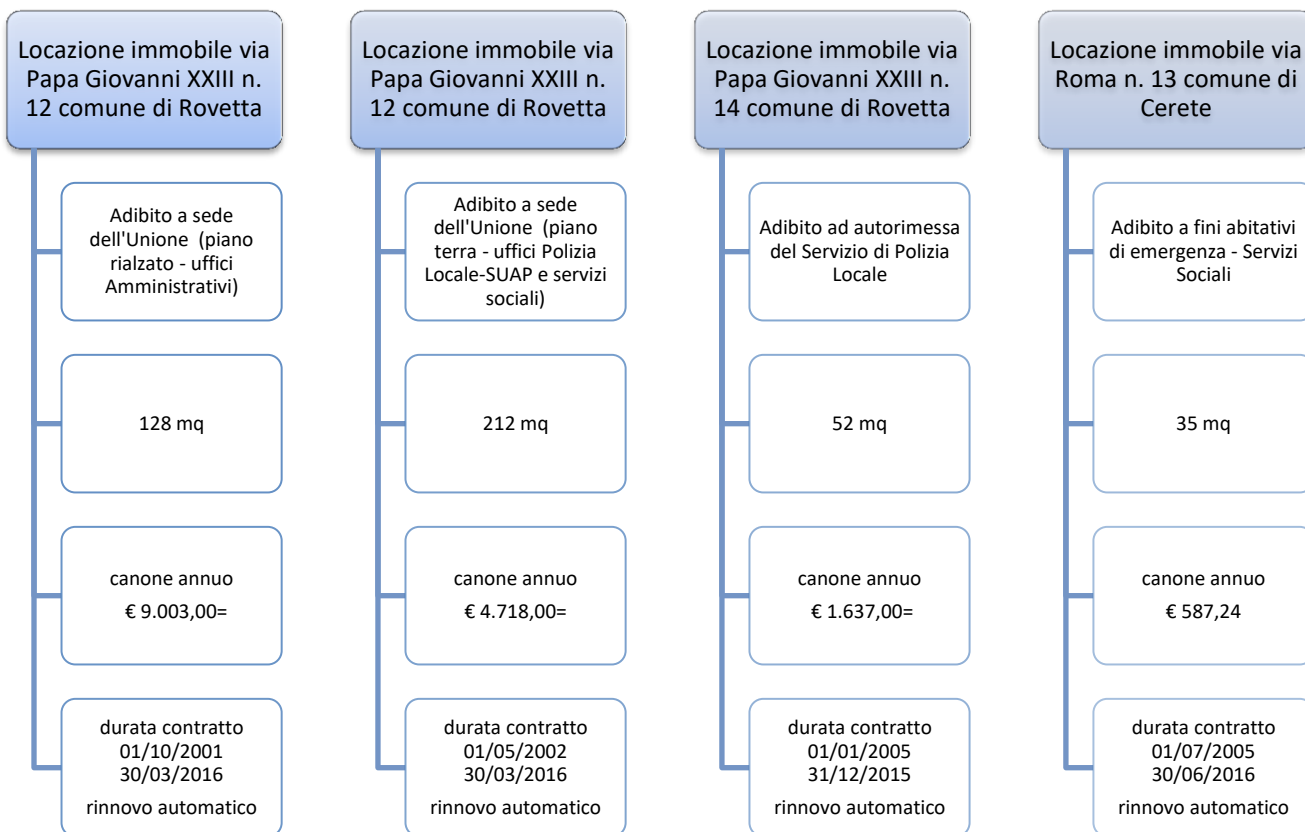 Locazione immobile via
Papa Giovanni XXIII n.
12 comune di Rovetta
Adibito a sede
dell'Unione (piano
rialzato - uffici
Amministrativi)
128 mq
canone annuo
€ 9.003,00=
durata contratto
01/10/2001
30/03/2016
rinnovo automatico
Locazione immobile via
Papa Giovanni XXIII n.
12 comune di Rovetta
Adibito a sede
dell'Unione (piano
terra - uffici Polizia
Locale-SUAP e servizi
sociali)
212 mq
canone annuo
€ 4.718,00=
durata contratto
01/05/2002
30/03/2016
rinnovo automatico
Locazione immobile via
Papa Giovanni XXIII n.
14 comune di Rovetta
Adibito ad autorimessa
del Servizio di Polizia
Locale
52 mq
canone annuo
€ 1.637,00=
durata contratto
01/01/2005
31/12/2015
rinnovo automatico
Locazione immobile via
Roma n. 13 comune di
Cerete
Adibito a fini abitativi
di emergenza - Servizi
Sociali
35 mq
canone annuo
€ 587,24
durata contratto
01/07/2005
30/06/2016
rinnovo automatico